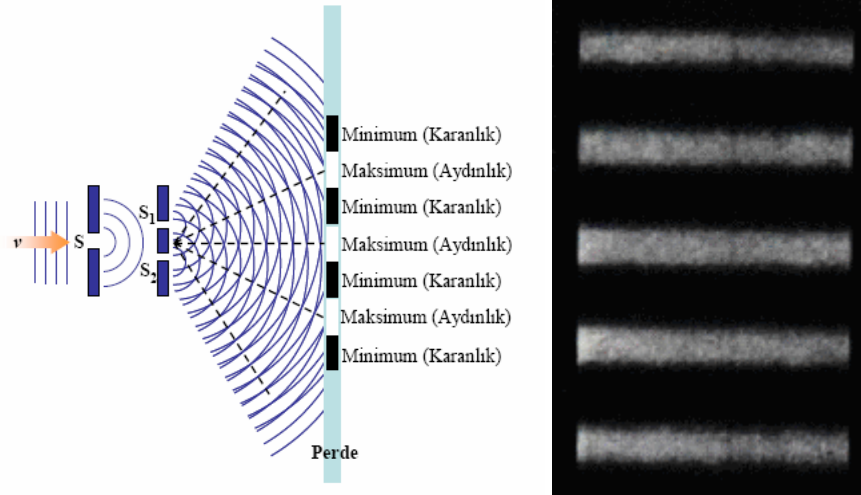 Minimum (Karanlık)
Maksimum (Aydınlık)
S₁
Minimum (Karanlık)
v
S
Maksimum (Aydınlık)
S₂
Minimum (Karanlık)
Maksimum (Aydınlık)
Minimum (Karanlık)
Perde